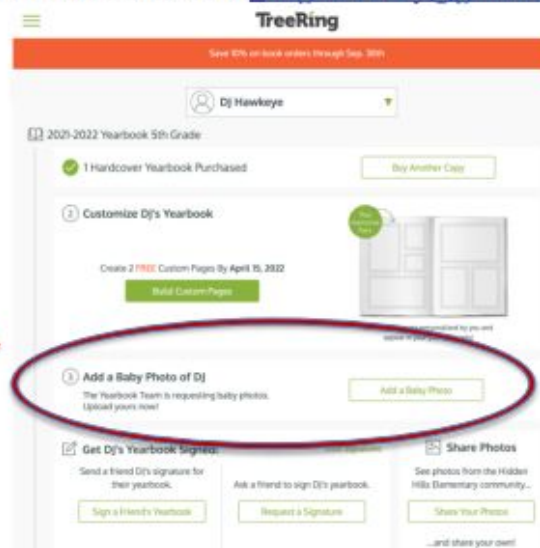 TreeRing
Save 10% on book orders through Sep. 30th
DJ Hawkeye
2021-2022 Yearbook 5th Grade
1 Hardcover Yearbook Purchased
Buy Another Copy
2 Customize DJ's Yearbook
Create 2 FREE Custom Pages By April 15, 2022
Build Custom Pages
personalized by you and
3 Add a Baby Photo of DJ
The Yearbook Team is requesting baby photos.
Upload yours now!
Add a Baby Photo
Get DJ's Yearbook Signed:
Send a friend DJ's signature for
their yearbook.
Sign a Friend's Yearbook
Ask a friend to sign DJ's yearbook.
Request a Signature
Share Photos
See photos from the Hidden
Hills Elementary community...
Share Your Photos
...and share your own!